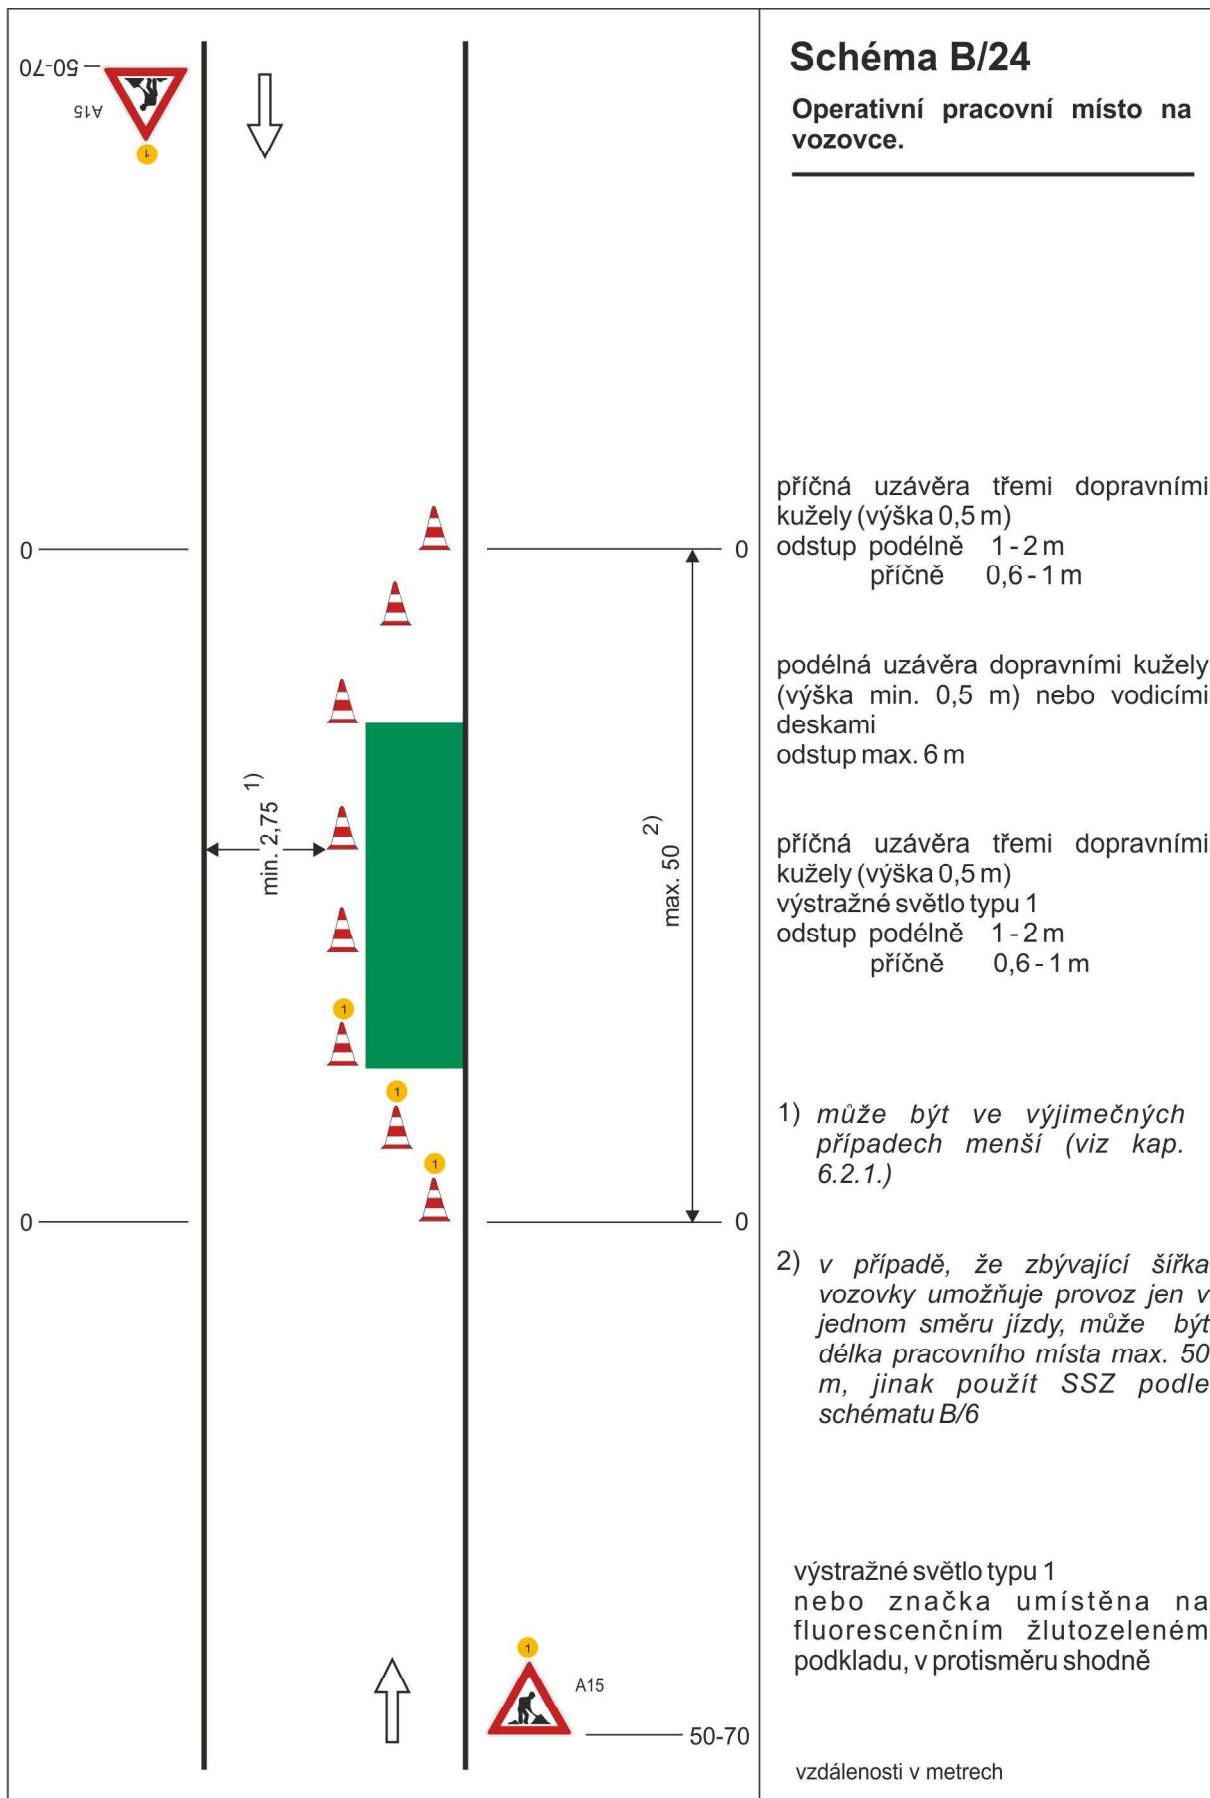 50-70
A15
1
0
0
1
1
1
min. 2,75 1)
max. 50 2)
0
0
1
A15
50-70
Schéma B/24
Operativní pracovní místo na
vozovce.
příčná uzávěra třemi dopravními
kužely (výška 0,5 m)
odstup podélně 1 - 2 m
příčně 0,6 - 1 m
podélná uzávěra dopravními kužely
(výška min. 0,5 m) nebo vodicími
deskami
odstup max. 6 m
příčná uzávěra třemi dopravními
kužely (výška 0,5 m)
výstražné světlo typu 1
odstup podélně 1 - 2 m
příčně 0,6 - 1 m
1) může být ve výjimečných
případech menší (viz kap.
6.2.1.)
2) v případě, že zbývající šířka
vozovky umožňuje provoz jen v
jednom směru jízdy, může být
délka pracovního místa max. 50
m, jinak použít SSZ podle
schématu B/6
výstražné světlo typu 1
nebo značka umístěna na
fluorescenčním žlutozeleném
podkladu, v protisměru shodně
vzdálenosti v metrech